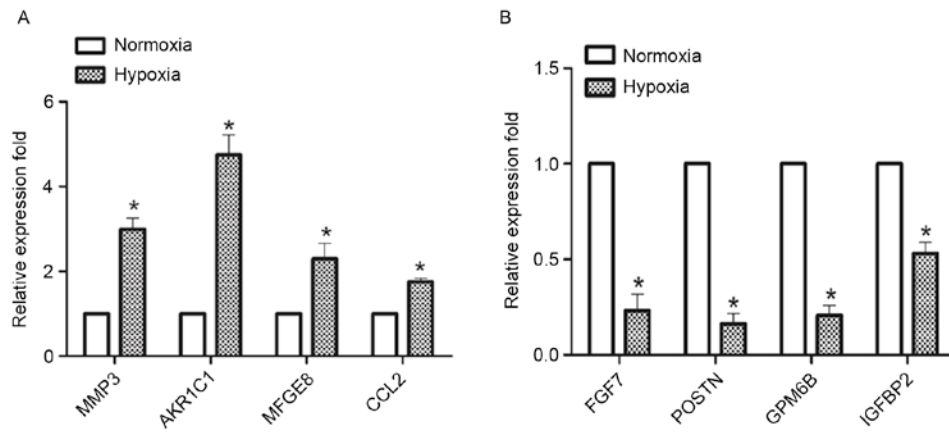 A
Normoxia
Hypoxia
Relative expression fold
6
4
2
0
*
*
*
*
MMP3
AKR1C1
MFGE8
CCL2
B
Normoxia
Hypoxia
Relative expression fold
1.5
1.0
0.5
0.0
*
*
*
*
FGF7
POSTN
GPM6B
IGFBP2